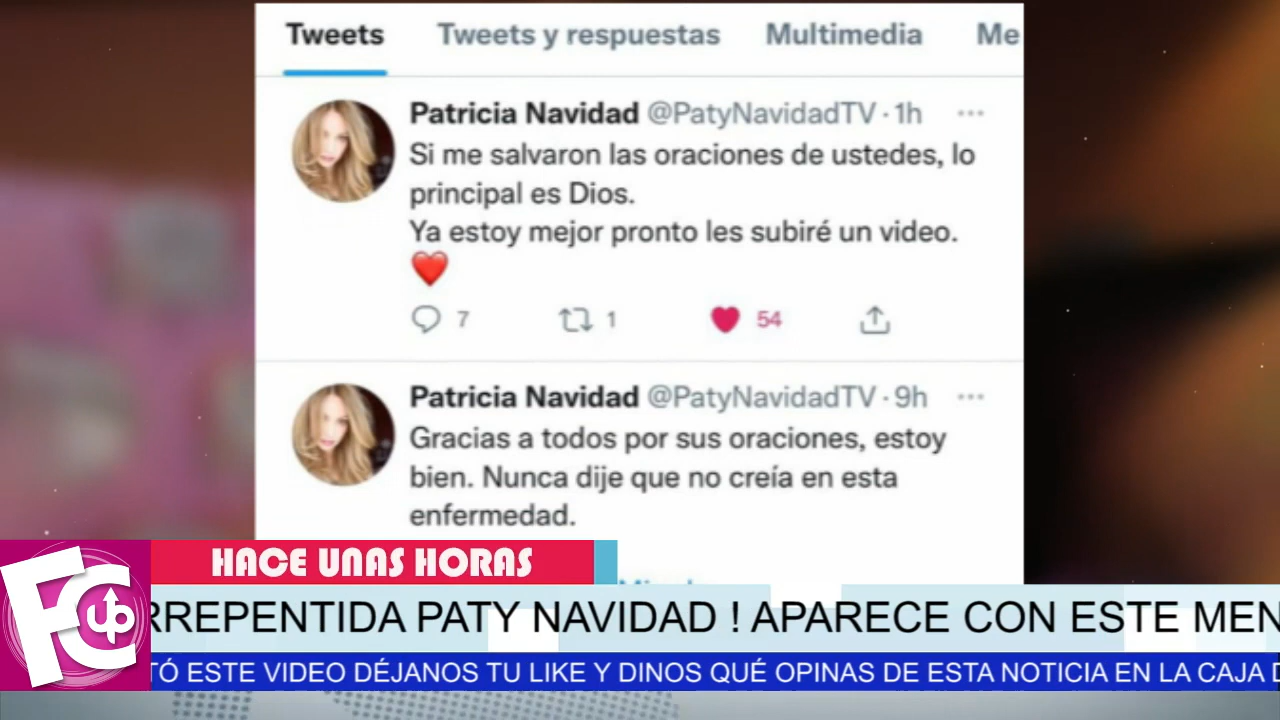 Tweets Tweets y respuestas Multimedia Me
Patricia Navidad @PatyNavidadTV · 1h ···
Si me salvaron las oraciones de ustedes, lo
principal es Dios.
Ya estoy mejor pronto les subiré un video.
❤️
7 1 54
Patricia Navidad @PatyNavidadTV · 9h ···
Gracias a todos por sus oraciones, estoy
bien. Nunca dije que no creía en esta
enfermedad.
HACE UNAS HORAS
RREPENTIDA PATY NAVIDAD ! APARECE CON ESTE MEN
TÓ ESTE VIDEO DÉJANOS TU LIKE Y DINOS QUÉ OPINAS DE ESTA NOTICIA EN LA CAJA D
FC up